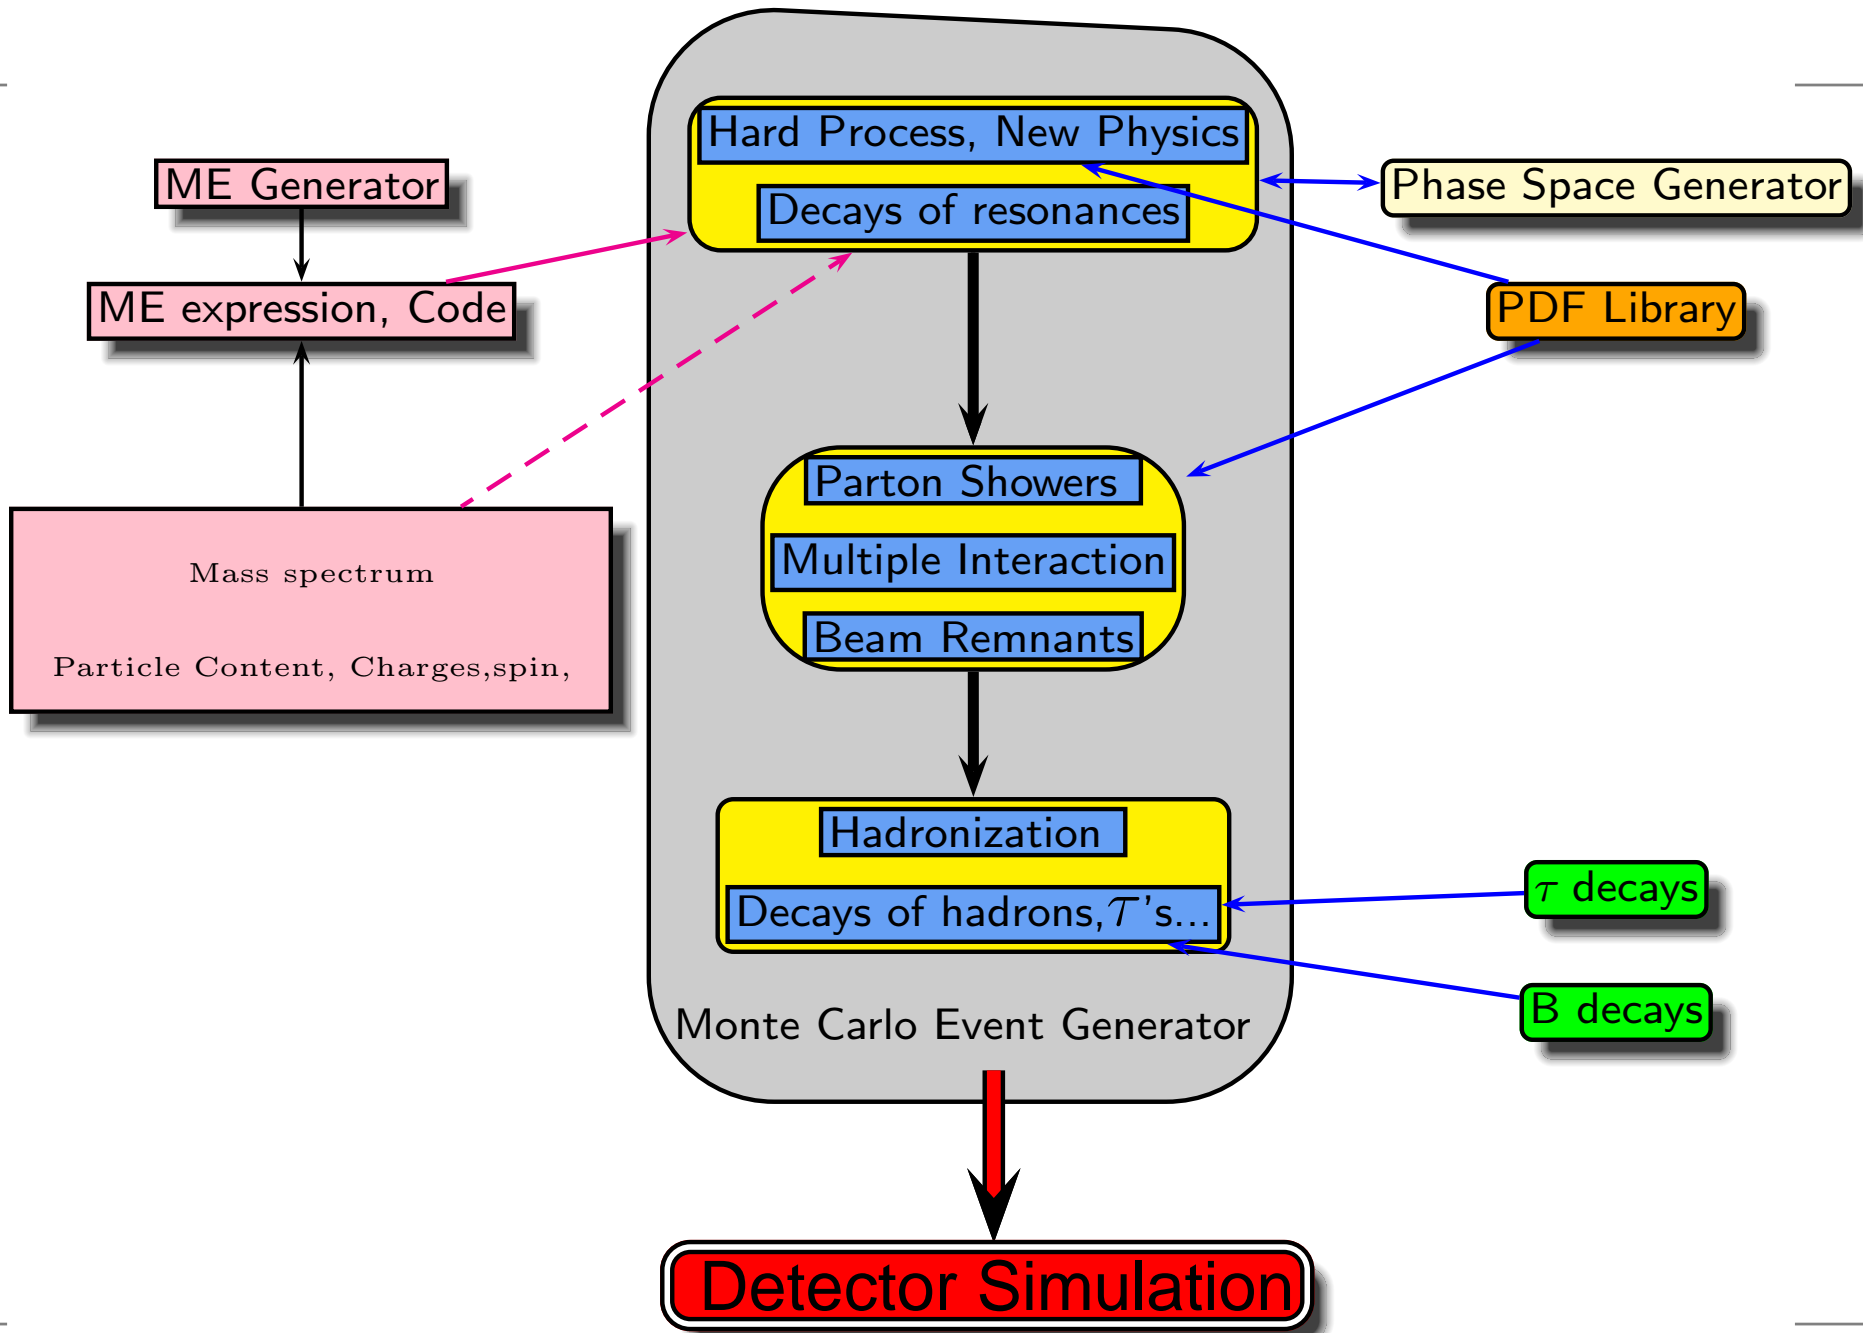 Hard Process, New Physics
Decays of resonances
ME Generator
ME expression, Code
Phase Space Generator
PDF Library
Mass spectrum
Particle Content, Charges,spin,
Parton Showers
Multiple Interaction
Beam Remnants
Hadronization
Decays of hadrons,τ's...
τ decays
B decays
Monte Carlo Event Generator
Detector Simulation